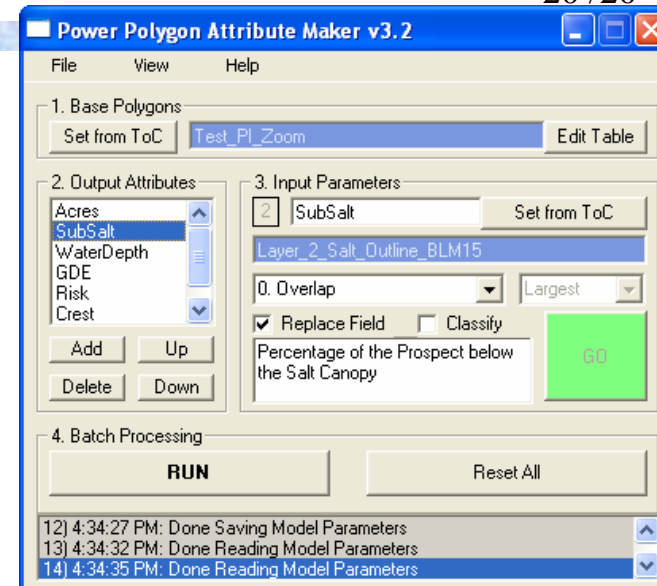 Power Polygon Attribute Maker v3.2
File View Help
1. Base Polygons
Set from ToC Test_PI_Zoom Edit Table
2. Output Attributes
Acres
SubSalt
WaterDepth
GDE
Risk
Crest
Add Up
Delete Down
3. Input Parameters
2 SubSalt Set from ToC
Layer_2_Salt_Outline_BLM15
0. Overlap Largest
Replace Field Classify
Percentage of the Prospect below
the Salt Canopy
GO
4. Batch Processing
RUN Reset All
12) 4:34:27 PM: Done Saving Model Parameters
13) 4:34:32 PM: Done Reading Model Parameters
14) 4:34:35 PM: Done Reading Model Parameters